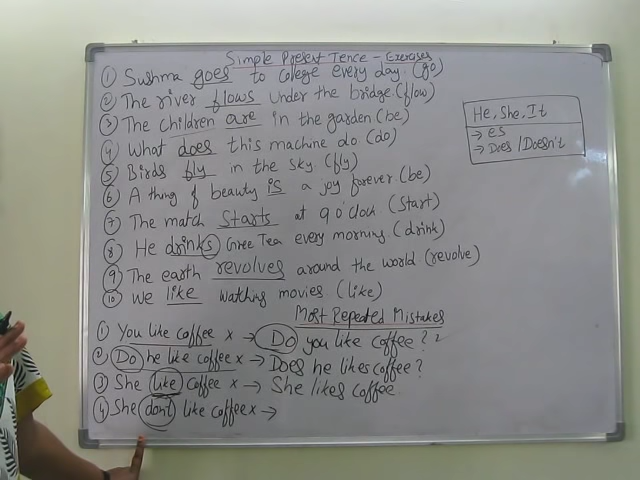 Simple Present Tence - Exercises
① Sushma goes to college every day. (go)
② The river flows under the bridge. (flow)
③ The children are in the garden. (be)
④ What does this machine do (do)
⑤ Birds fly in the sky. (fly)
⑥ A thing of beauty is a joy forever (be)
⑦ The match starts at 9 o'clock (start)
⑧ He drinks Gree Tea every morning. (drink)
⑨ The earth revolves around the world (revolve)
⑩ We like watching movies. (like)
He, She, It
→ es
→ Does / Doesn't
Most Repeated Mistakes
① You like coffee x → Do you like coffee?
② Do he like coffee x → Does he likes coffee?
③ She like coffee x → She likes coffee.
④ She dont like coffee x →